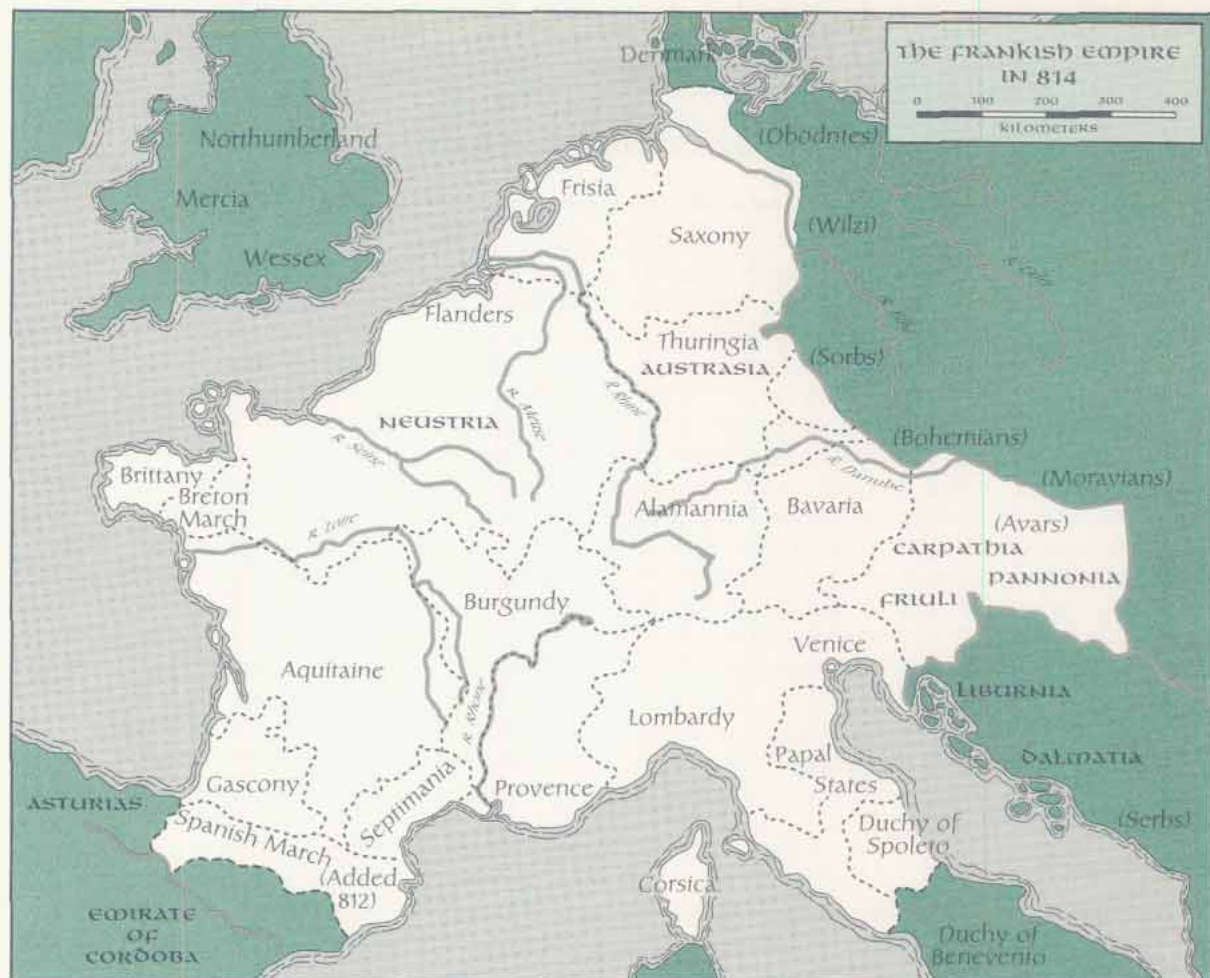 THE FRANKISH EMPIRE
IN 814
0 100 200 300 400
KILOMETERS
Denmark
(Obodrites)
Northumberland
Frisia
Mercia
(Wilzi)
Saxony
Wessex
R. Oder
R. Elbe
Flanders
Thuringia
(Sorbs)
AUSTRASIA
R. Rhine
R. Meuse
NEUSTRIA
(Bohemians)
R. Seine
R. Danube
Brittany
(Moravians)
Breton
March
Alamannia
Bavaria
(Avars)
R. Loire
CARPATHIA
PANNONIA
Burgundy
FRIULI
Venice
Aquitaine
LIBURNIA
Lombardy
R. Rhone
Papal
States
DALMATIA
Gascony
Septimania
Provence
ASTURIAS
Spanish March
(Added
812)
Duchy of
Spoleto
(Serbs)
Corsica
EMIRATE
OF
CORDOBA
Duchy of
Benevento